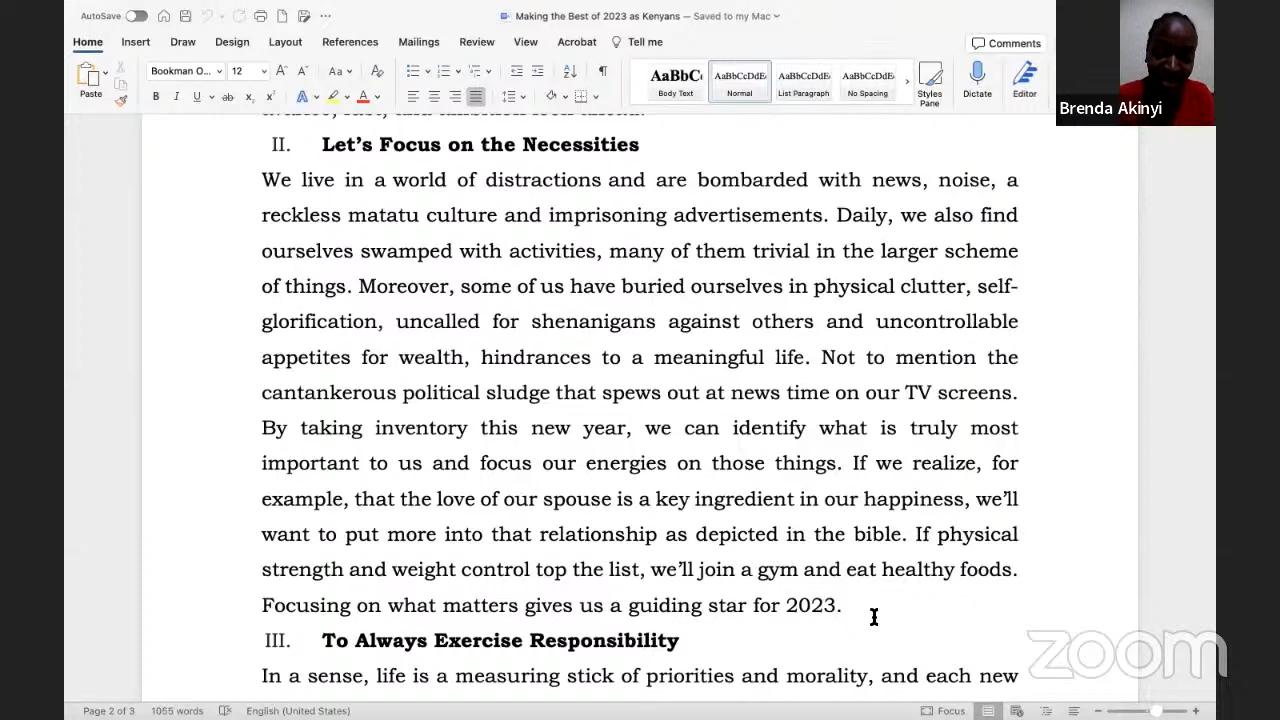 AutoSave
Making the Best of 2023 as Kenyans — Saved to my Mac
Home Insert Draw Design Layout References Mailings Review View Acrobat Tell me
Comments
Paste
Bookman O... 12
AaBbC AaBbCcDdE AaBbCcDdE AaBbCcDdE
Body Text Normal List Paragraph No Spacing
Styles Pane
Dictate
Editor
Brenda Akinyi
II. Let's Focus on the Necessities
We live in a world of distractions and are bombarded with news, noise, a
reckless matatu culture and imprisoning advertisements. Daily, we also find
ourselves swamped with activities, many of them trivial in the larger scheme
of things. Moreover, some of us have buried ourselves in physical clutter, self-
glorification, uncalled for shenanigans against others and uncontrollable
appetites for wealth, hindrances to a meaningful life. Not to mention the
cantankerous political sludge that spews out at news time on our TV screens.
By taking inventory this new year, we can identify what is truly most
important to us and focus our energies on those things. If we realize, for
example, that the love of our spouse is a key ingredient in our happiness, we'll
want to put more into that relationship as depicted in the bible. If physical
strength and weight control top the list, we'll join a gym and eat healthy foods.
Focusing on what matters gives us a guiding star for 2023.
III. To Always Exercise Responsibility
In a sense, life is a measuring stick of priorities and morality, and each new
zoom
Page 2 of 3 1055 words English (United States) Focus